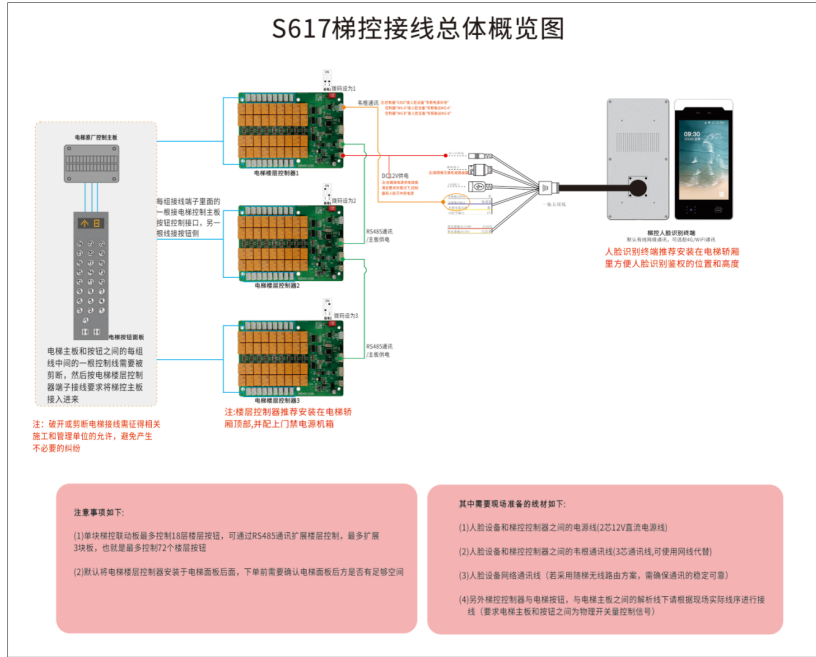 S617梯控接线总体概览图
拨码设为1
韦根通讯
电梯原厂控制主板
电梯楼层控制器1
DC12V供电
每组接线端子里面的
一根接电梯控制主板
按钮控制接口，另一
根线接按钮侧
拨码设为2
RS485通讯
/主板供电
电梯楼层控制器2
梯控人脸识别终端
默认有线网络通讯，可选配4G/WIFI通讯
人脸识别终端推荐安装在电梯轿厢
里方便人脸识别鉴权的位置和高度
拨码设为3
电梯按钮面板
RS485通讯
/主板供电
电梯主板和按钮之间的每组
线中间的一根控制线需要被
剪断，然后按电梯楼层控制
器端子接线要求将梯控主板
接入进来
电梯楼层控制器3
注:楼层控制器推荐安装在电梯轿
厢顶部,并配上门禁电源机箱
注：破开或剪断电梯接线需征得相关
施工和管理单位的允许，避免产生
不必要的纠纷
注意事项如下:
(1)单块梯控联动板最多控制18层楼层按钮，可通过RS485通讯扩展楼层控制，最多扩展
3块板，也就是最多控制72个楼层按钮
(2)默认将电梯楼层控制器安装于电梯面板后面，下单前需要确认电梯面板后方是否有足够空间
其中需要现场准备的线材如下:
(1)人脸设备和梯控控制器之间的电源线(2芯12V直流电源线)
(2)人脸设备和梯控控制器之间的韦根通讯线(3芯通讯线,可使用网线代替)
(3)人脸设备网络通讯线（若采用随梯无线路由方案，需确保通讯的稳定可靠）
(4)另外梯控控制器与电梯按钮，与电梯主板之间的解析线下请根据现场实际线序进行接
线（要求电梯主板和按钮之间为物理开关量控制信号）